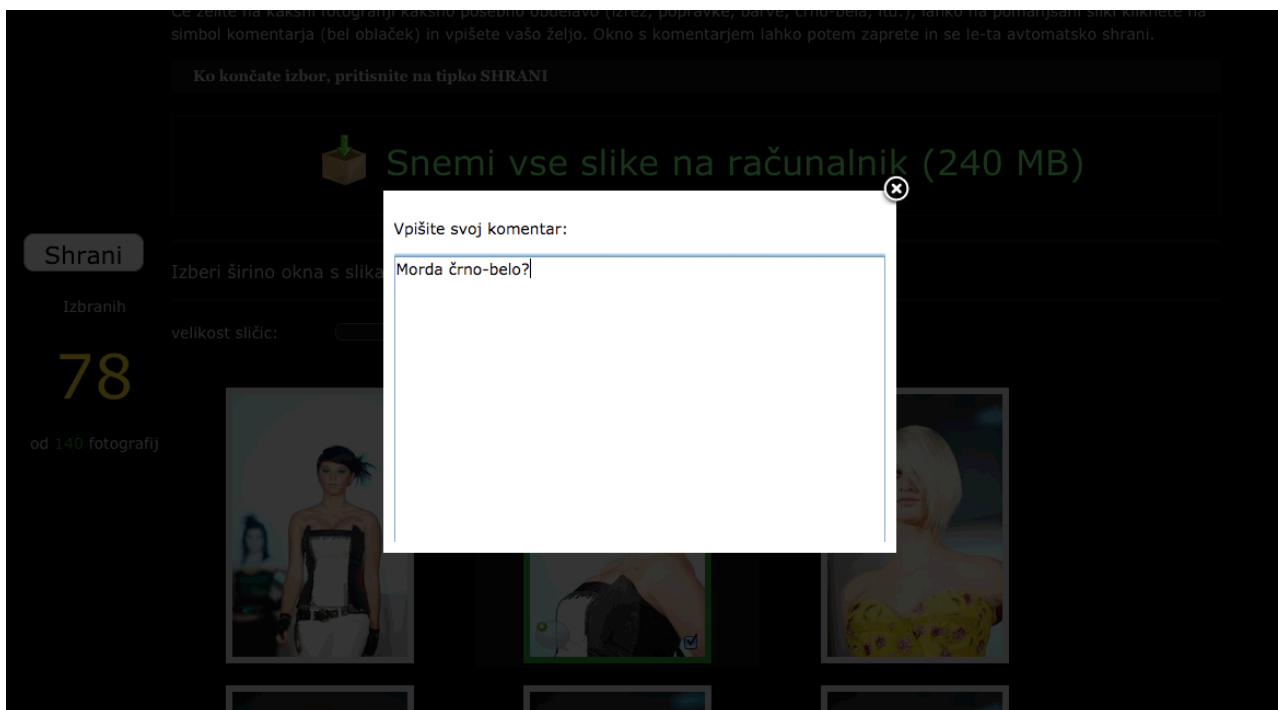 Če želite na kakšni fotografiji kakšno posebno obdelavo (izrez, popravke, barve, črno-bela, itd.), lahko na pomanjšani sliki kliknete na
simbol komentarja (bel oblaček) in vpišete vašo željo. Okno s komentarjem lahko potem zaprete in se le-ta avtomatsko shrani.
Ko končate izbor, pritisnite na tipko SHRANI
Snemi vse slike na računalnik (240 MB)
Vpišite svoj komentar:
Morda črno-belo?
Shrani
Izberi širino okna s slika
Izbranih
velikost sličic:
78
od 140 fotografij